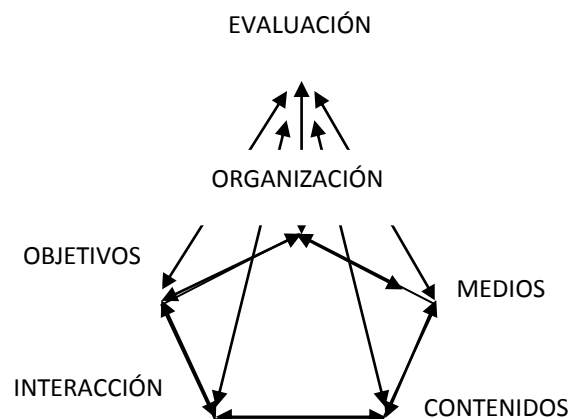 EVALUACIÓN
ORGANIZACIÓN
OBJETIVOS
MEDIOS
INTERACCIÓN
CONTENIDOS